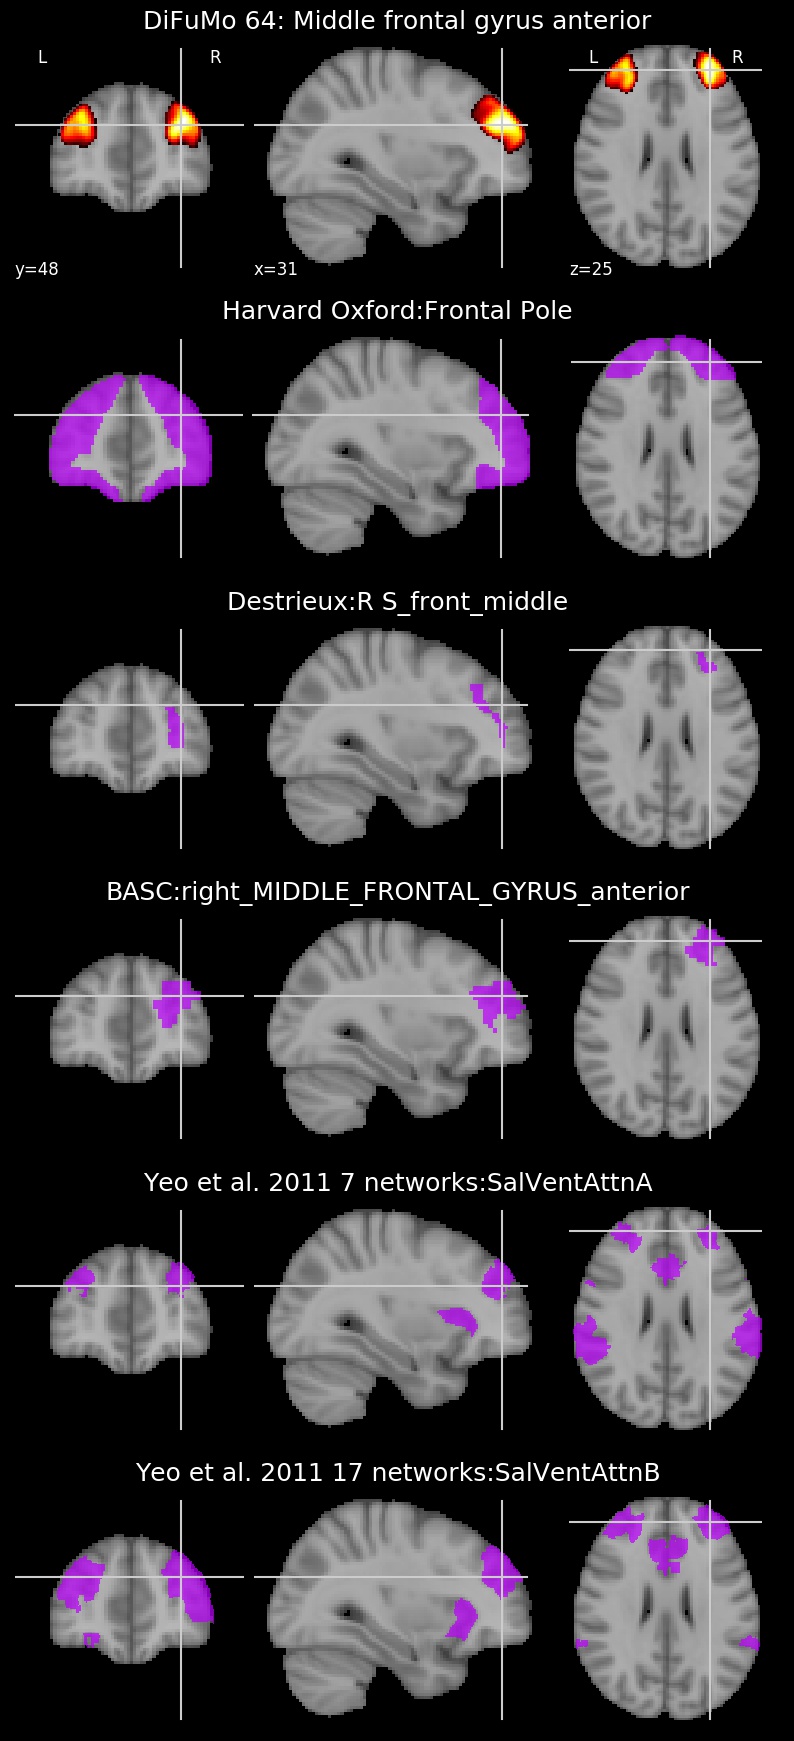 DiFuMo 64: Middle frontal gyrus anterior
L R L R
y=48 x=31 z=25
Harvard Oxford:Frontal Pole
Destrieux:R S_front_middle
BASC:right_MIDDLE_FRONTAL_GYRUS_anterior
Yeo et al. 2011 7 networks:SalVentAttnA
Yeo et al. 2011 17 networks:SalVentAttnB